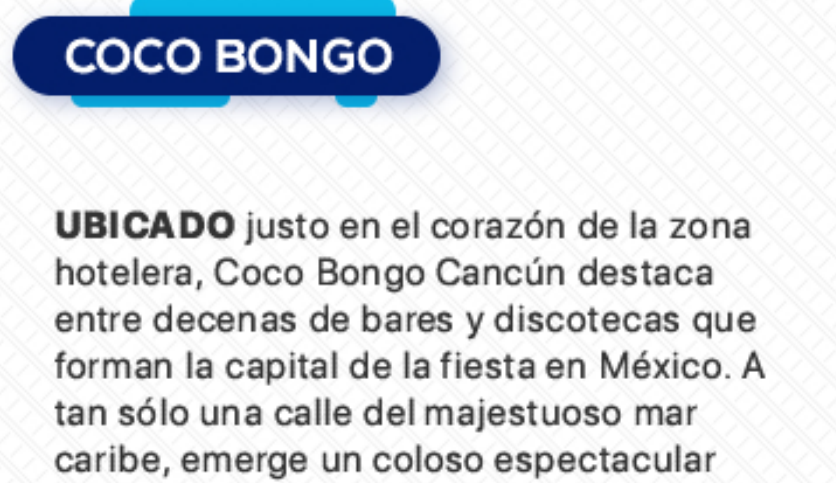 COCO BONGO
UBICADO justo en el corazón de la zona
hotelera, Coco Bongo Cancún destaca
entre decenas de bares y discotecas que
forman la capital de la fiesta en México. A
tan sólo una calle del majestuoso mar
caribe, emerge un coloso espectacular